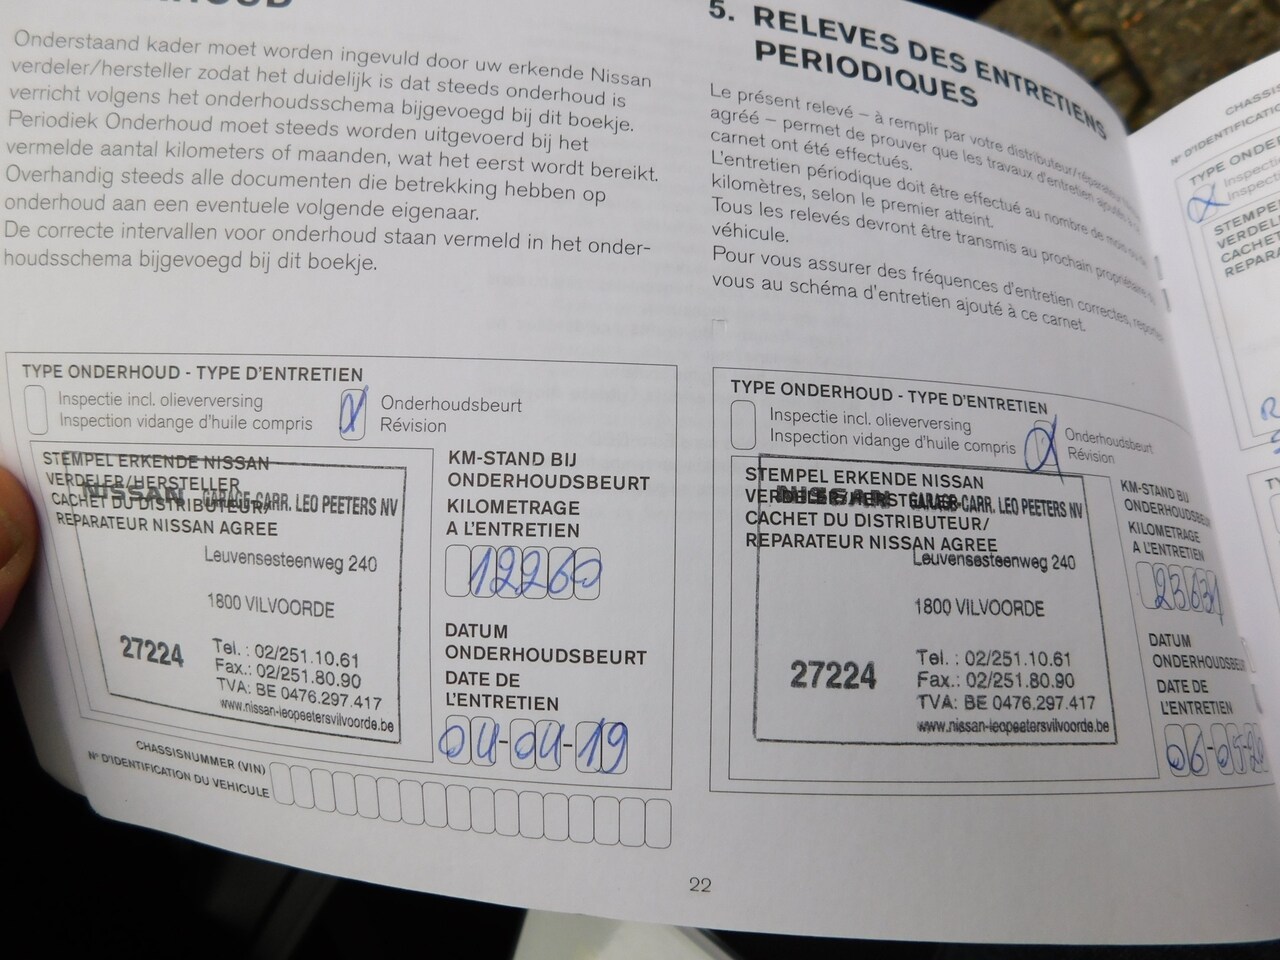 Onderstaand kader moet worden ingevuld door uw erkende Nissan
verdeler/hersteller zodat het duidelijk is dat steeds onderhoud is
verricht volgens het onderhoudsschema bijgevoegd bij dit boekje.
Periodiek Onderhoud moet steeds worden uitgevoerd bij het
vermelde aantal kilometers of maanden, wat het eerst wordt bereikt.
Overhandig steeds alle documenten die betrekking hebben op
onderhoud aan een eventuele volgende eigenaar.
De correcte intervallen voor onderhoud staan vermeld in het onder-
houdsschema bijgevoegd bij dit boekje.
TYPE ONDERHOUD - TYPE D'ENTRETIEN
Inspectie incl. olieverversing
Inspection vidange d'huile compris
Onderhoudsbeurt
Révision
STEMPEL ERKENDE NISSAN
VERDELER/HERSTELLER
CACHET DU DISTRIBUTEUR/
REPARATEUR NISSAN AGREE
NISSAN GARAGE-CARR. LEO PEETERS NV
Leuvensesteenweg 240
1800 VILVOORDE
27224
Tel. : 02/251.10.61
Fax.: 02/251.80.90
TVA: BE 0476.297.417
www.nissan-leopeetersvilvoorde.be
KM-STAND BIJ
ONDERHOUDSBEURT
KILOMETRAGE
A L'ENTRETIEN
12260
DATUM
ONDERHOUDSBEURT
DATE DE
L'ENTRETIEN
04-04-19
CHASSISNUMMER (VIN)
N° D'IDENTIFICATION DU VEHICULE
5. RELEVES DES ENTRETIENS
PERIODIQUES
Le présent relevé – à remplir par votre distributeur/réparateur
agréé – permet de prouver que les travaux d'entretien ajoutés à
carnet ont été effectués.
L'entretien périodique doit être effectué au nombre de mois ou de
kilomètres, selon le premier atteint.
Tous les relevés devront être transmis au prochain propriétaire
véhicule.
Pour vous assurer des fréquences d'entretien correctes,
vous au schéma d'entretien ajouté à ce carnet.
TYPE ONDERHOUD - TYPE D'ENTRETIEN
Inspectie incl. olieverversing
Inspection vidange d'huile compris
Onderhoudsbeurt
Révision
STEMPEL ERKENDE NISSAN
CACHET DU DISTRIBUTEUR/
REPARATEUR NISSAN AGREE
GARAGE-CARR. LEO PEETERS NV
Leuvensesteenweg 240
1800 VILVOORDE
27224
Tel. : 02/251.10.61
Fax.: 02/251.80.90
TVA: BE 0476.297.417
www.nissan-leopeetersvilvoorde.be
KM-STAND BIJ
ONDERHOUDSBEURT
KILOMETRAGE
A L'ENTRETIEN
DATUM
DATE DE
L'ENTRETIEN
22